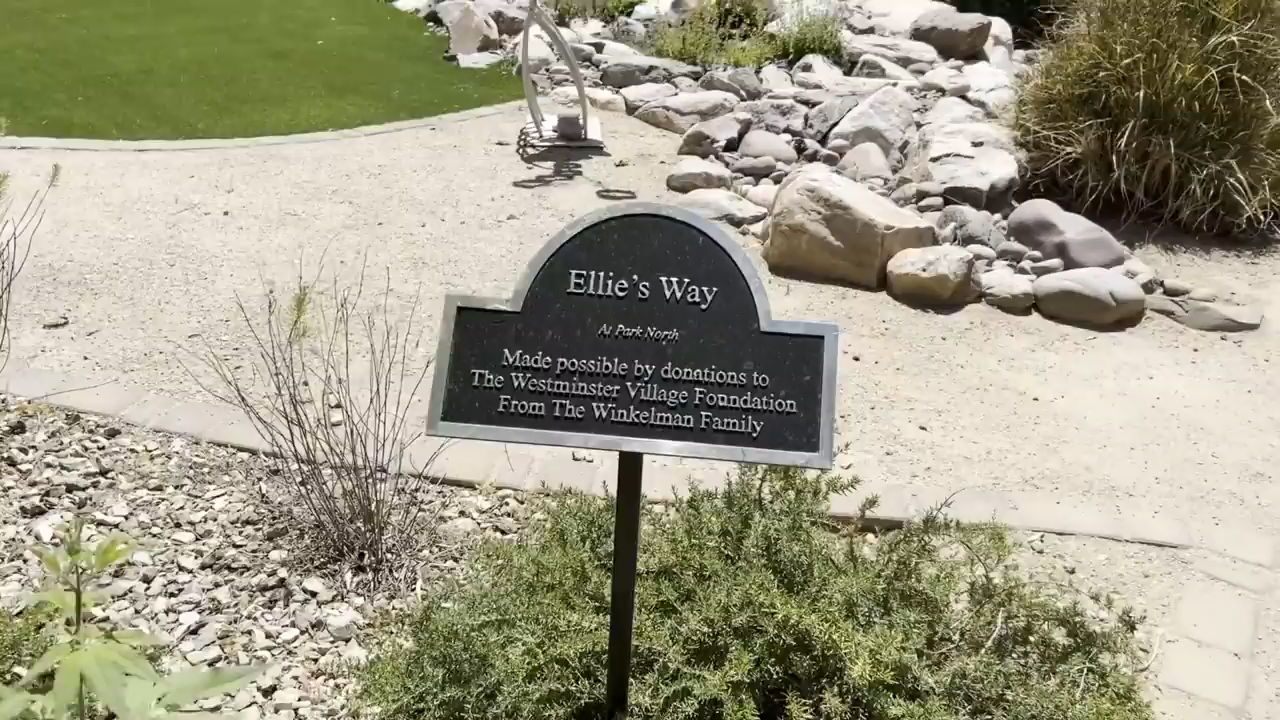 Ellie's Way
At Park North
Made possible by donations to
The Westminster Village Foundation
From The Winkelman Family